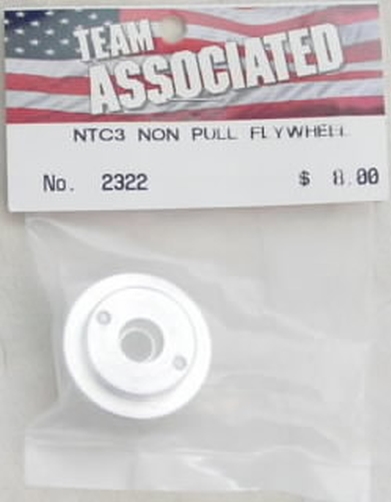 TEAM
ASSOCIATED
NTC3 NON PULL FLYWHEEL
No. 2322 $ 8.00